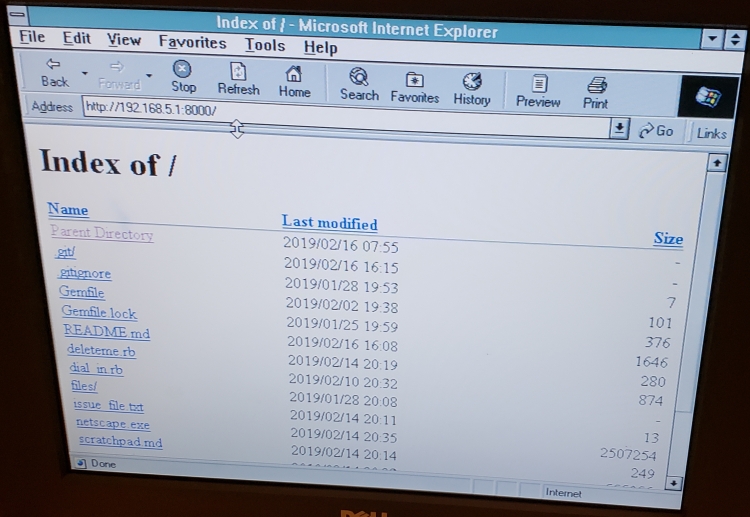 Index of / - Microsoft Internet Explorer
File Edit View Favorites Tools Help
Back Forward Stop Refresh Home Search Favorites History Preview Print
Address http://192.168.5.1:8000/ Go Links
Index of /
Name Last modified Size
Parent Directory 2019/02/16 07:55 -
.git/ 2019/02/16 16:15 -
.gitignore 2019/01/28 19:53 7
Gemfile 2019/02/02 19:38 101
Gemfile.lock 2019/01/25 19:59 376
README.md 2019/02/16 16:08 1646
deleteme.rb 2019/02/14 20:19 280
dial_in.rb 2019/02/10 20:32 874
files/ 2019/01/28 20:08 -
issue_file.txt 2019/02/14 20:11 13
netscape.exe 2019/02/14 20:35 2507254
scratchpad.md 2019/02/14 20:14 249
Done Internet
DELL